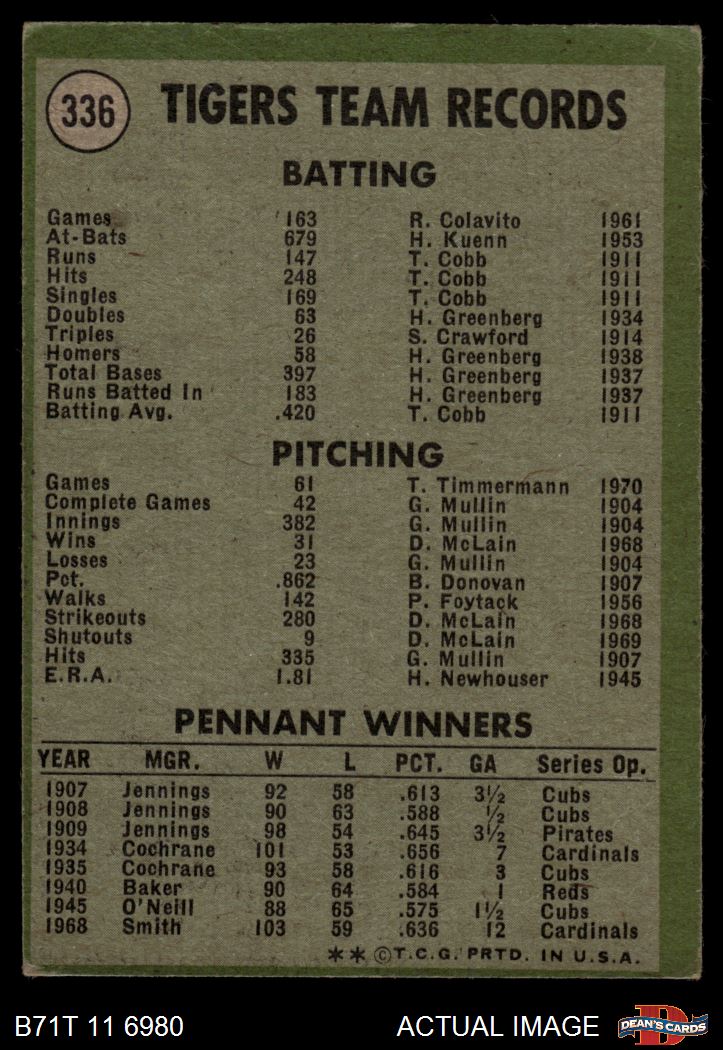 336 TIGERS TEAM RECORDS
BATTING
Games 163 R. Colavito 1961
At-Bats 679 H. Kuenn 1953
Runs 147 T. Cobb 1911
Hits 248 T. Cobb 1911
Singles 169 T. Cobb 1911
Doubles 63 H. Greenberg 1934
Triples 26 S. Crawford 1914
Homers 58 H. Greenberg 1938
Total Bases 397 H. Greenberg 1937
Runs Batted In 183 H. Greenberg 1937
Batting Avg. .420 T. Cobb 1911
PITCHING
Games 61 T. Timmermann 1970
Complete Games 42 G. Mullin 1904
Innings 382 G. Mullin 1904
Wins 31 D. McLain 1968
Losses 23 G. Mullin 1904
Pct. .862 B. Donovan 1907
Walks 142 P. Foytack 1956
Strikeouts 280 D. McLain 1968
Shutouts 9 D. McLain 1969
Hits 335 G. Mullin 1907
E.R.A. 1.81 H. Newhouser 1945
PENNANT WINNERS
YEAR MGR. W L PCT. GA Series Op.
1907 Jennings 92 58 .613 3½ Cubs
1908 Jennings 90 63 .588 ½ Cubs
1909 Jennings 98 54 .645 3½ Pirates
1934 Cochrane 101 53 .656 7 Cardinals
1935 Cochrane 93 58 .616 3 Cubs
1940 Baker 90 64 .584 1 Reds
1945 O'Neill 88 65 .575 1½ Cubs
1968 Smith 103 59 .636 12 Cardinals
** ©T.C.G. PRTD. IN U.S.A.
B71T 11 6980 ACTUAL IMAGE D DEAN'S CARDS